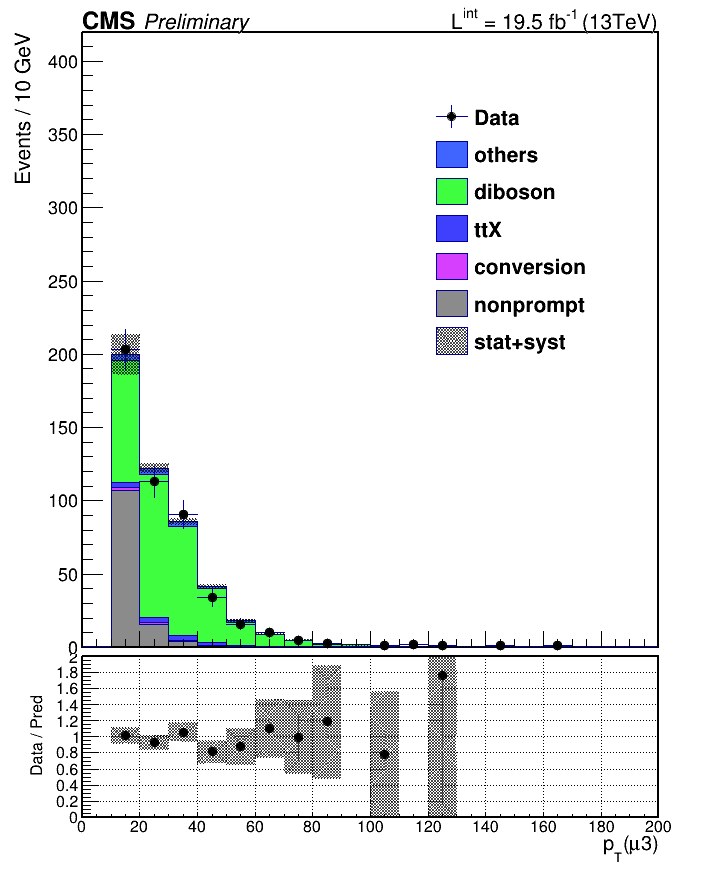 CMS Preliminary L^int = 19.5 fb^-1 (13TeV)
Events / 10 GeV
400
350
300
250
200
150
100
50
0
Data
others
diboson
ttX
conversion
nonprompt
stat+syst
Data / Pred
2
1.8
1.6
1.4
1.2
1
0.8
0.6
0.4
0.2
0
0 20 40 60 80 100 120 140 160 180 200
p_T(μ3)